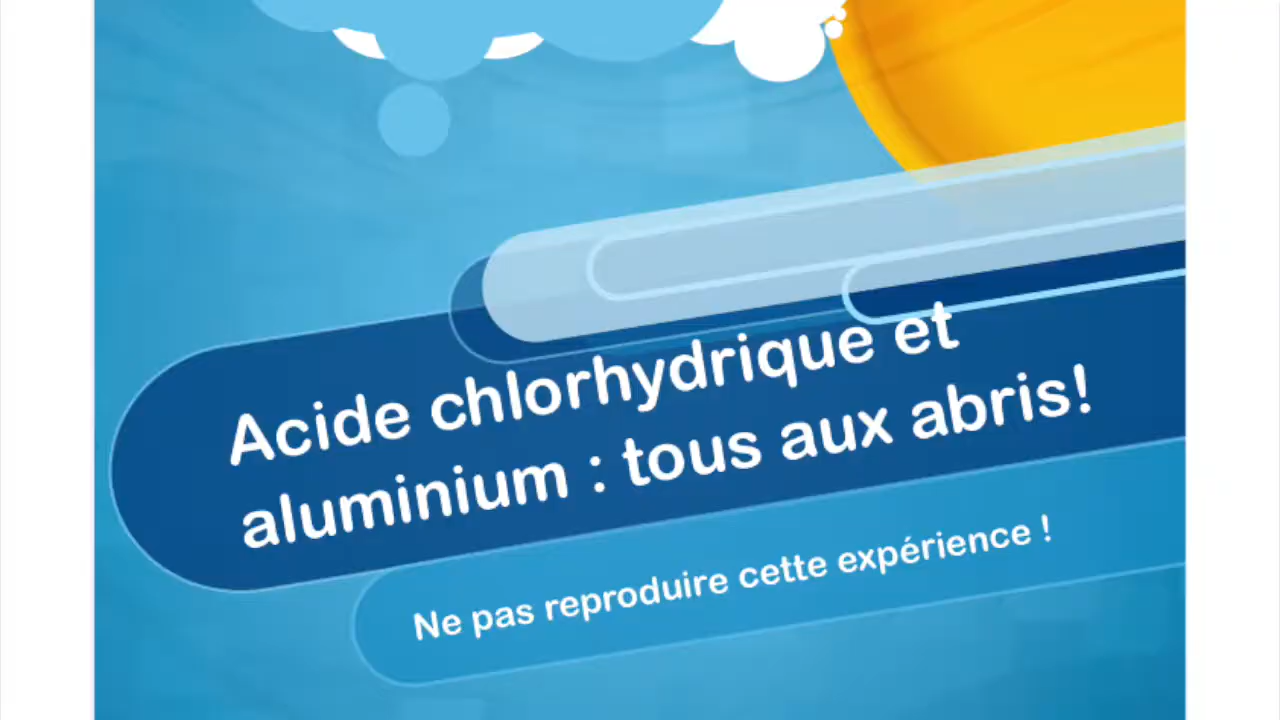 Acide chlorhydrique et
aluminium : tous aux abris!
Ne pas reproduire cette expérience !